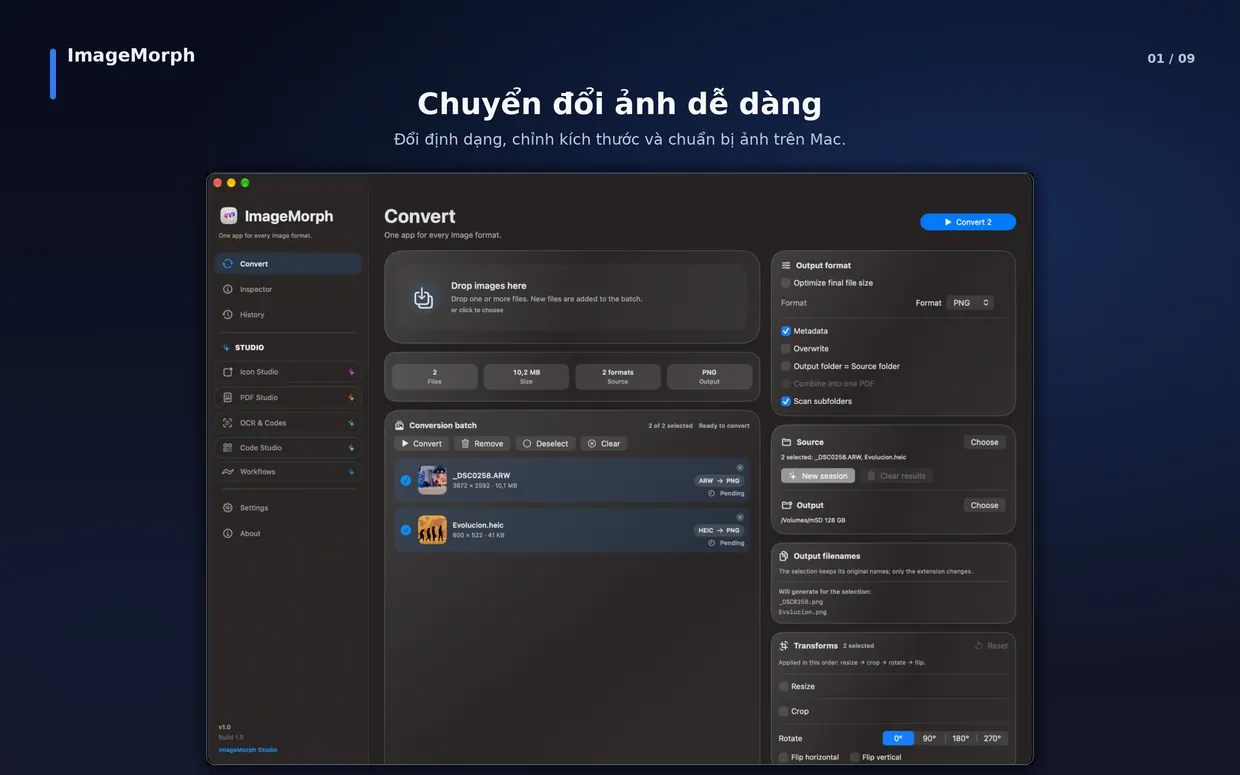 ImageMorph
01 / 09
Chuyển đổi ảnh dễ dàng
Đổi định dạng, chỉnh kích thước và chuẩn bị ảnh trên Mac.
ImageMorph
One app for every image format.
Convert
Inspector
History
STUDIO
Icon Studio
PDF Studio
OCR & Codes
Code Studio
Workflows
Settings
About
v1.0
Build 1.0
ImageMorph Studio
Convert
One app for every image format.
Convert 2
Drop images here
Drop one or more files. New files are added to the batch.
or click to choose
2
Files
10,2 MB
Size
2 formats
Source
PNG
Output
Conversion batch
2 of 2 selected Ready to convert
Convert Remove Deselect Clear
_DSC0258.ARW
3872 × 2592 · 10,1 MB
ARW → PNG
Pending
Evolucion.heic
800 × 522 · 41 KB
HEIC → PNG
Pending
Output format
Optimize final file size
Format Format PNG
Metadata
Overwrite
Output folder = Source folder
Combine into one PDF
Scan subfolders
Source Choose
2 selected: _DSC0258.ARW, Evolucion.heic
New session Clear results
Output Choose
/Volumes/mSD 128 GB
Output filenames
The selection keeps its original names; only the extension changes.
Will generate for the selection:
_DSC0258.png
Evolucion.png
Transforms 2 selected Reset
Applied in this order: resize → crop → rotate → flip.
Resize
Crop
Rotate 0° 90° 180° 270°
Flip horizontal Flip vertical